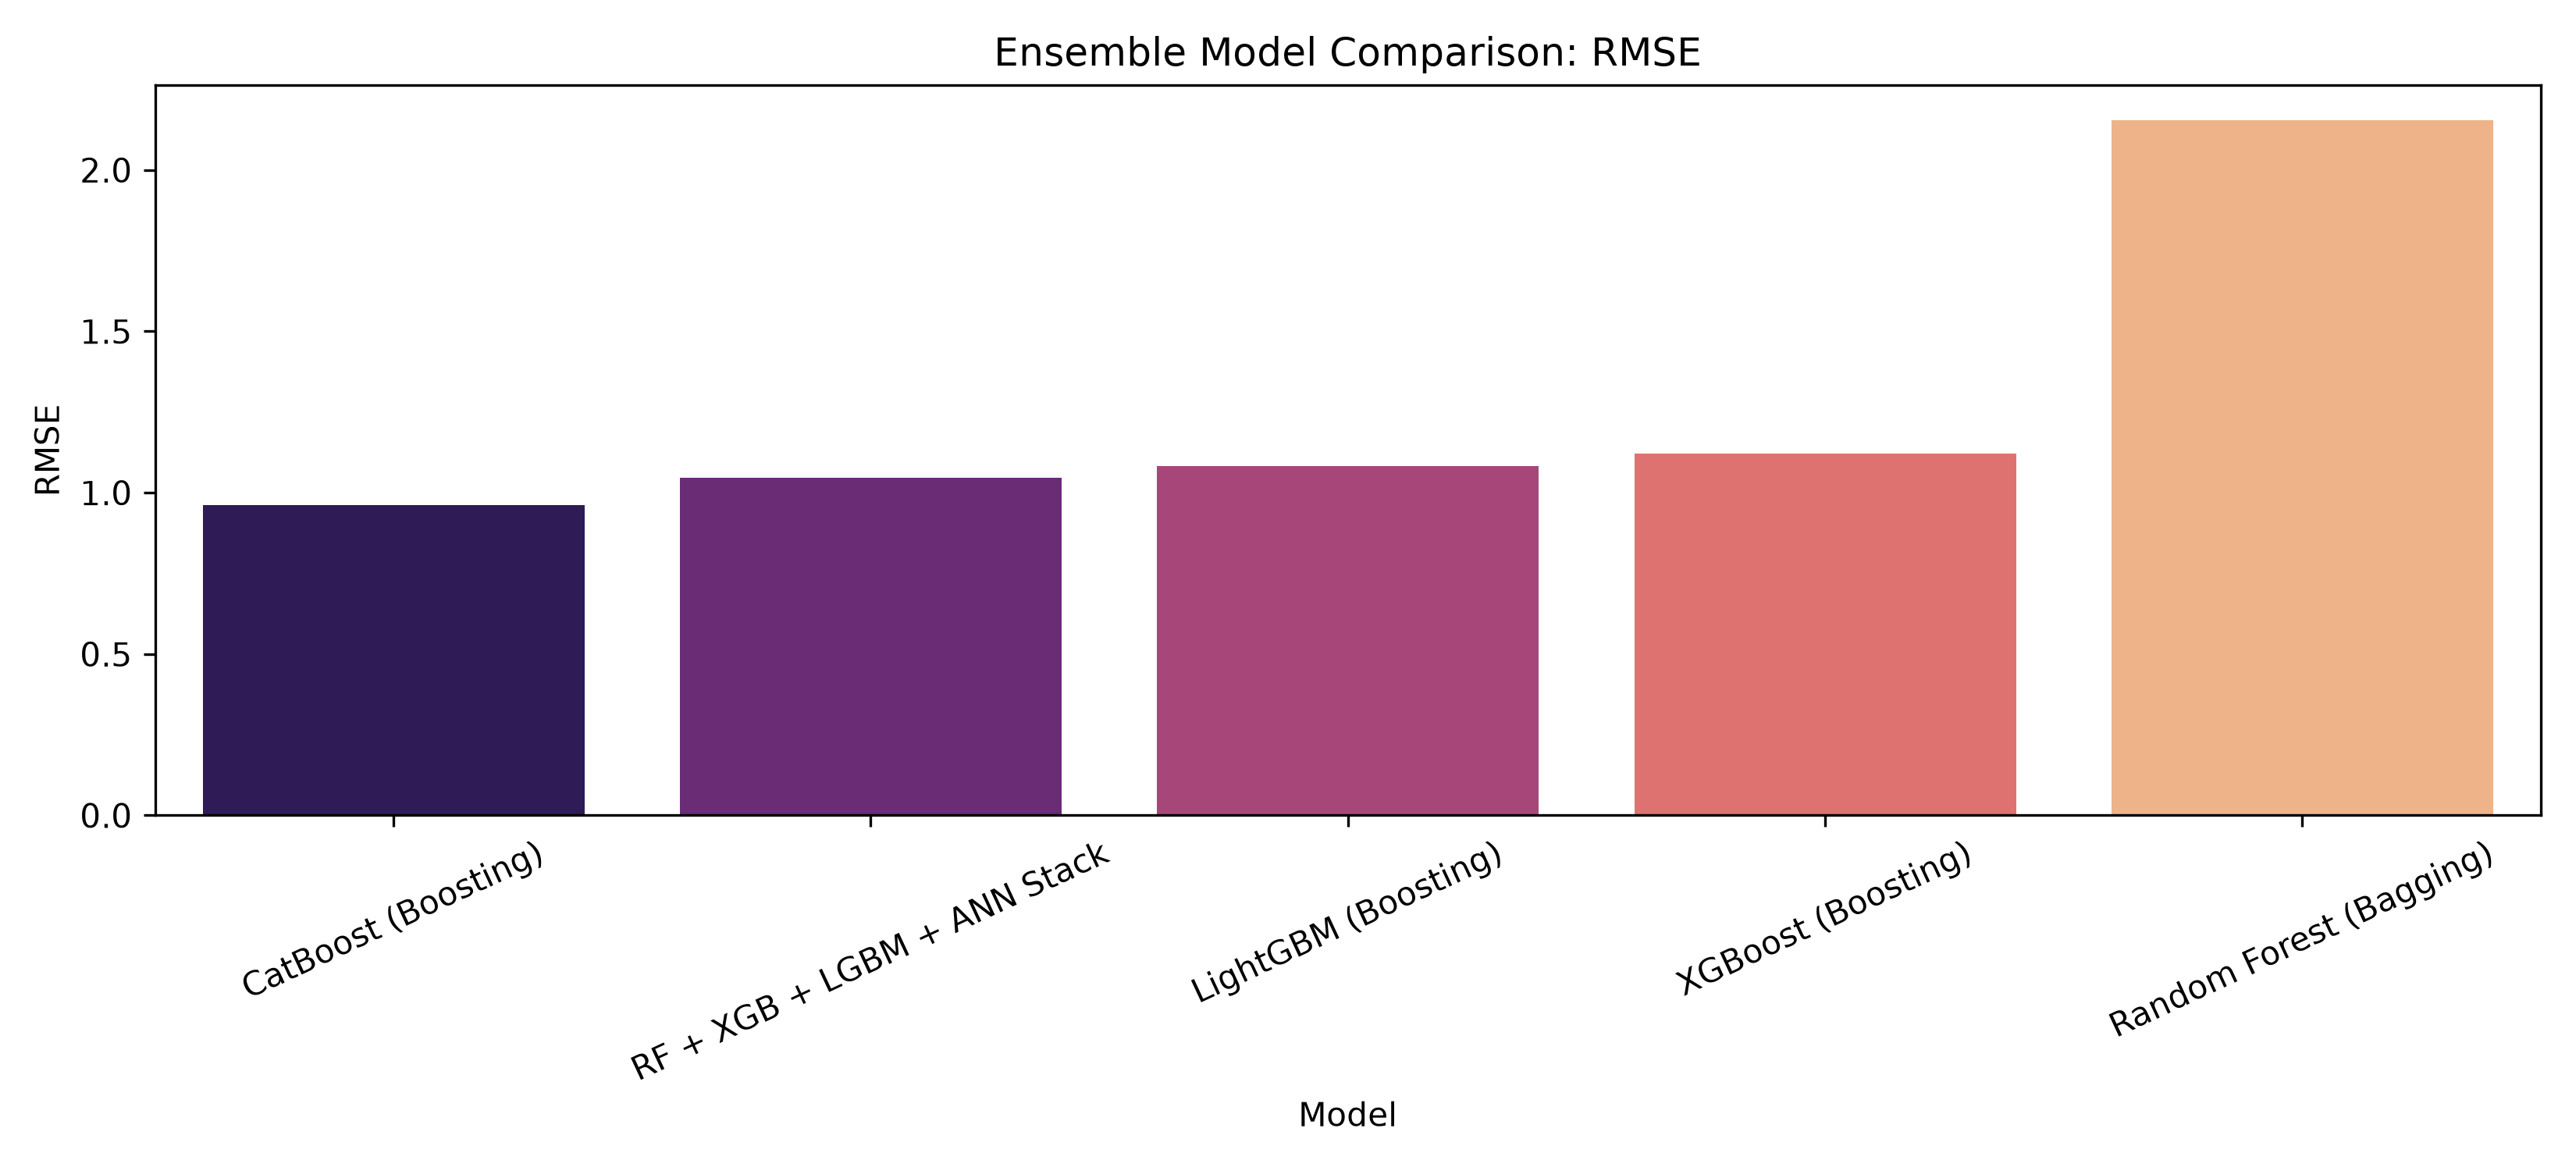 Ensemble Model Comparison: RMSE
RMSE
2.0
1.5
1.0
0.5
0.0
CatBoost (Boosting)
RF + XGB + LGBM + ANN Stack
LightGBM (Boosting)
XGBoost (Boosting)
Random Forest (Bagging)
Model